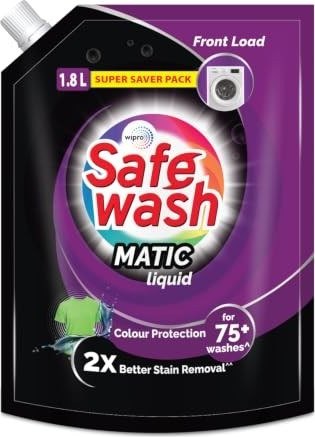 Front Load
1.8 L SUPER SAVER PACK
wipro
Safe
wash
MATIC
liquid
Colour Protection for 75+ washes^
2X Better Stain Removal^^